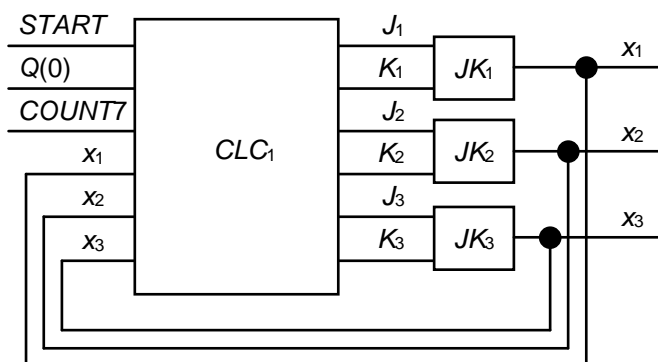 START
Q(0)
COUNT7
x₁
x₂
x₃
CLC₁
J₁
K₁
J₂
K₂
J₃
K₃
JK₁
JK₂
JK₃
x₁
x₂
x₃